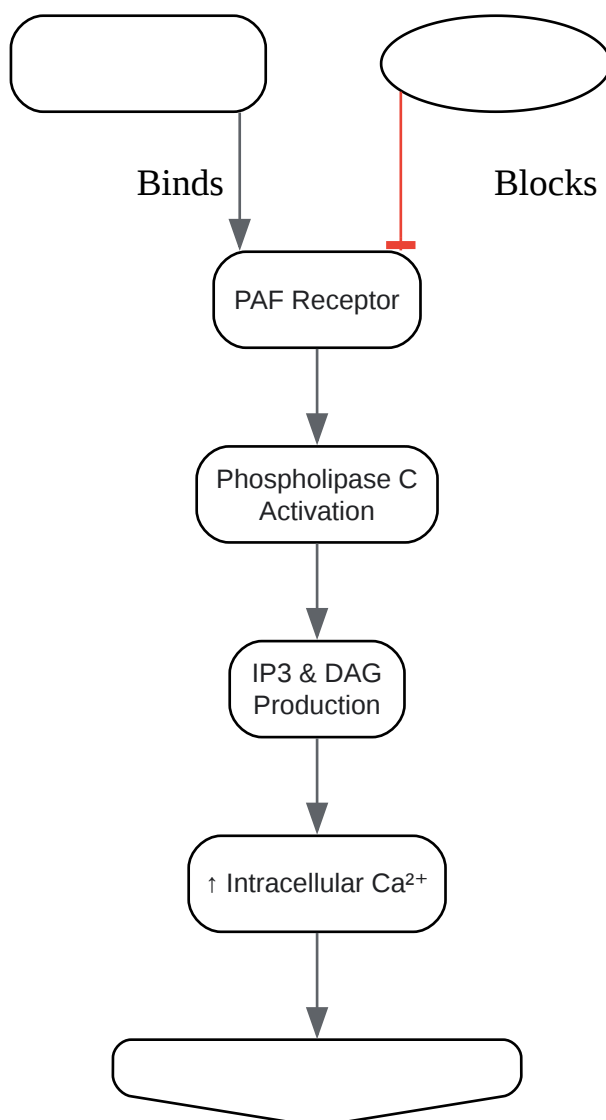 Binds
Blocks
PAF Receptor
Phospholipase C
Activation
IP3 & DAG
Production
↑ Intracellular Ca²⁺